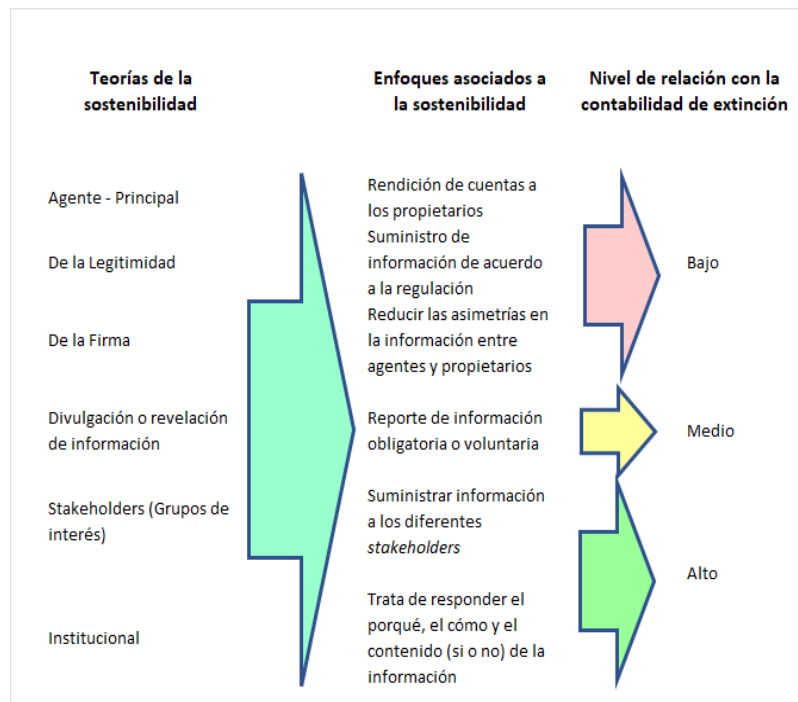 Teorías de la
sostenibilidad
Enfoques asociados a
la sostenibilidad
Nivel de relación con la
contabilidad de extinción
Agente - Principal
De la Legitimidad
De la Firma
Divulgación o revelación
de información
Stakeholders (Grupos de
interés)
Institucional
Rendición de cuentas a
los propietarios
Suministro de
información de acuerdo
a la regulación
Reducir las asimetrías en
la información entre
agentes y propietarios
Reporte de información
obligatoria o voluntaria
Suministrar información
a los diferentes
stakeholders
Trata de responder el
porqué, el cómo y el
contenido (si o no) de la
información
Bajo
Medio
Alto